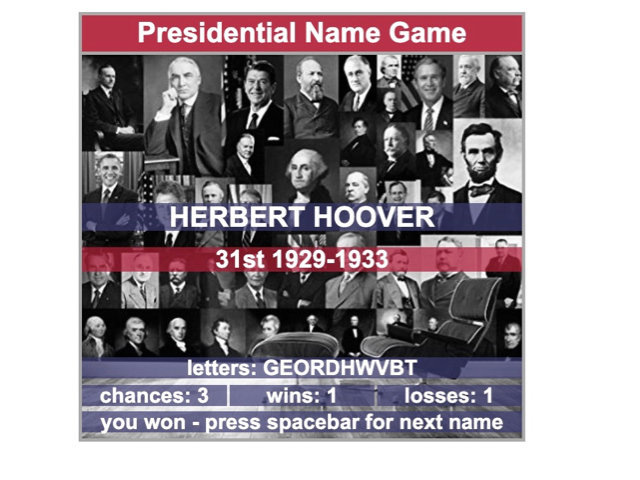 Presidential Name Game
HERBERT HOOVER
31st 1929-1933
letters: GEORDHWVBT
chances: 3 | wins: 1 | losses: 1
you won - press spacebar for next name